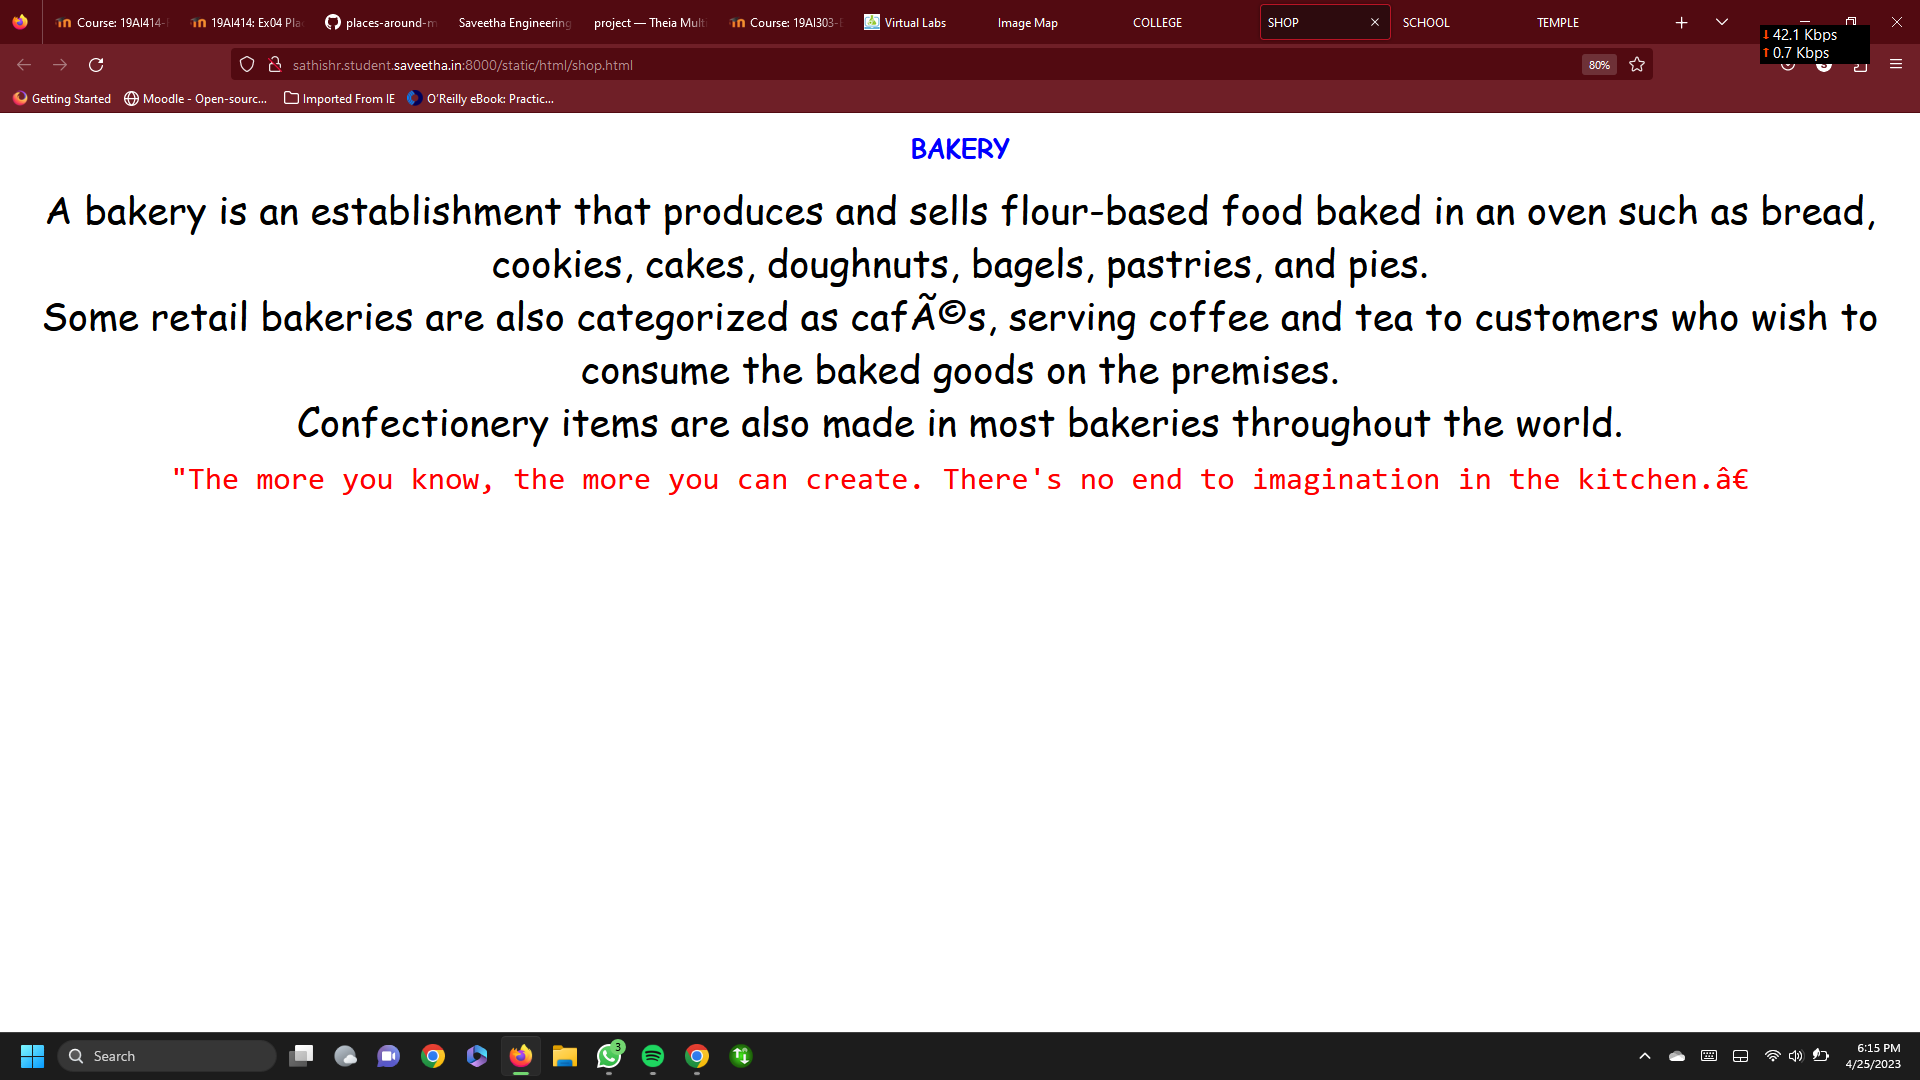 Course: 19AI414-
19AI414: Ex04 Pla
places-around-m
Saveetha Engineering
project — Theia Multi
Course: 19AI303-
Virtual Labs
Image Map
COLLEGE
SHOP
SCHOOL
TEMPLE
42.1 Kbps
0.7 Kbps
sathishr.student.saveetha.in:8000/static/html/shop.html
80%
Getting Started
Moodle - Open-sourc...
Imported From IE
O'Reilly eBook: Practic...
BAKERY
A bakery is an establishment that produces and sells flour-based food baked in an oven such as bread,
cookies, cakes, doughnuts, bagels, pastries, and pies.
Some retail bakeries are also categorized as cafÃ©s, serving coffee and tea to customers who wish to
consume the baked goods on the premises.
Confectionery items are also made in most bakeries throughout the world.
"The more you know, the more you can create. There's no end to imagination in the kitchen.â€
Search
3
6:15 PM
4/25/2023